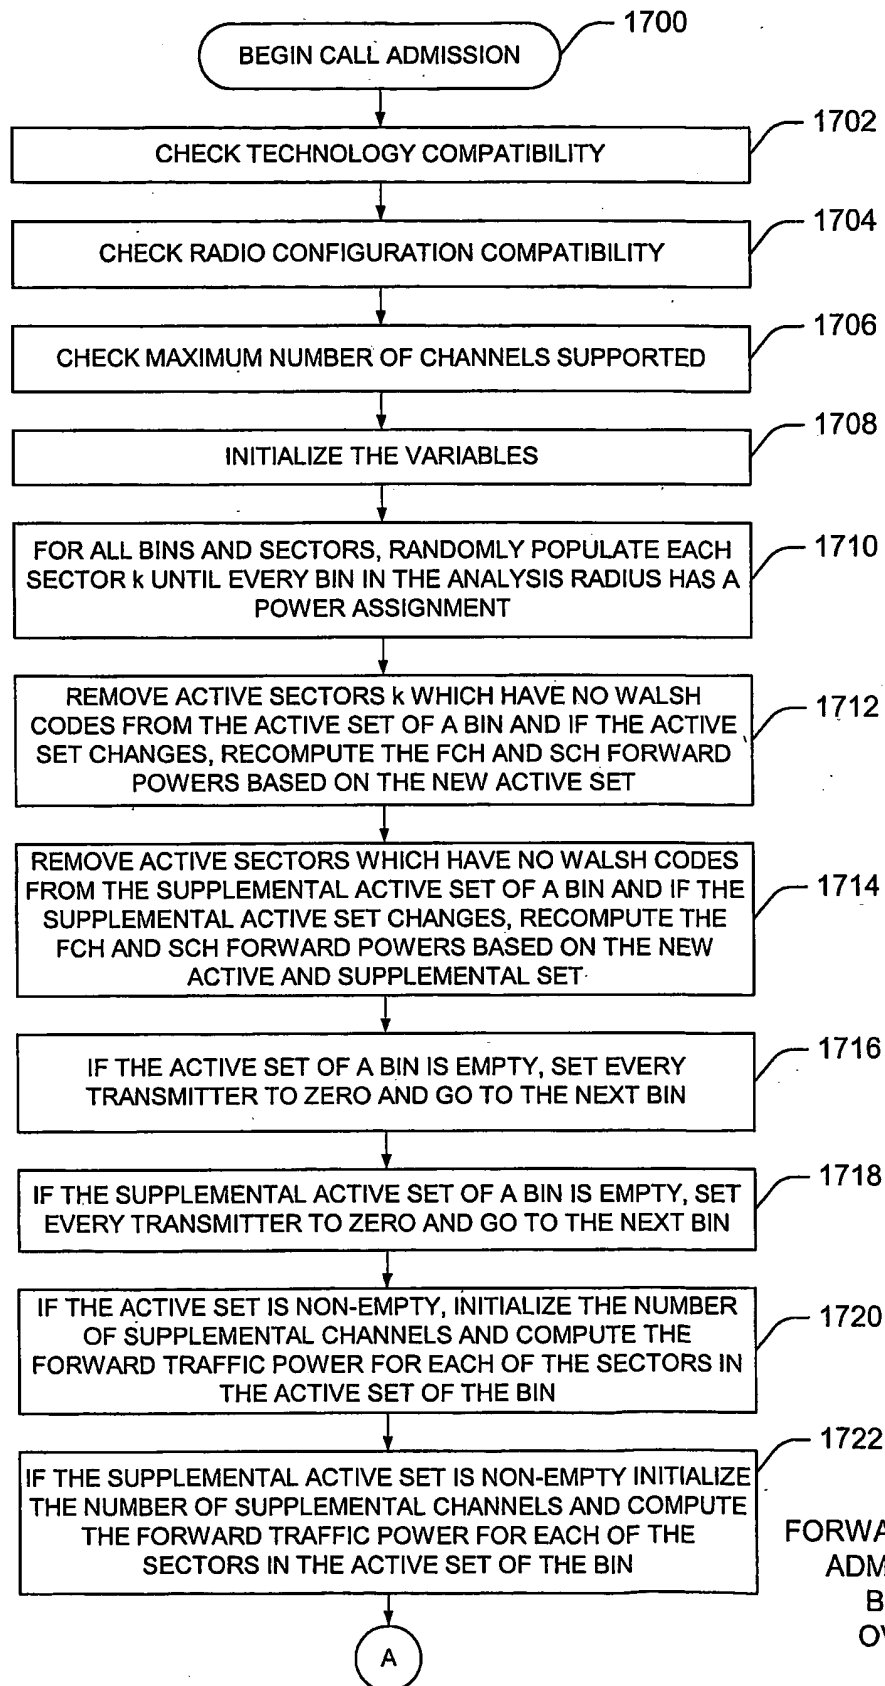 BEGIN CALL ADMISSION
1700
CHECK TECHNOLOGY COMPATIBILITY
1702
CHECK RADIO CONFIGURATION COMPATIBILITY
1704
CHECK MAXIMUM NUMBER OF CHANNELS SUPPORTED
1706
INITIALIZE THE VARIABLES
1708
FOR ALL BINS AND SECTORS, RANDOMLY POPULATE EACH
SECTOR k UNTIL EVERY BIN IN THE ANALYSIS RADIUS HAS A
POWER ASSIGNMENT
1710
REMOVE ACTIVE SECTORS k WHICH HAVE NO WALSH
CODES FROM THE ACTIVE SET OF A BIN AND IF THE ACTIVE
SET CHANGES, RECOMPUTE THE FCH AND SCH FORWARD
POWERS BASED ON THE NEW ACTIVE SET
1712
REMOVE ACTIVE SECTORS WHICH HAVE NO WALSH CODES
FROM THE SUPPLEMENTAL ACTIVE SET OF A BIN AND IF THE
SUPPLEMENTAL ACTIVE SET CHANGES, RECOMPUTE THE
FCH AND SCH FORWARD POWERS BASED ON THE NEW
ACTIVE AND SUPPLEMENTAL SET
1714
IF THE ACTIVE SET OF A BIN IS EMPTY, SET EVERY
TRANSMITTER TO ZERO AND GO TO THE NEXT BIN
1716
IF THE SUPPLEMENTAL ACTIVE SET OF A BIN IS EMPTY, SET
EVERY TRANSMITTER TO ZERO AND GO TO THE NEXT BIN
1718
IF THE ACTIVE SET IS NON-EMPTY, INITIALIZE THE NUMBER
OF SUPPLEMENTAL CHANNELS AND COMPUTE THE
FORWARD TRAFFIC POWER FOR EACH OF THE SECTORS IN
THE ACTIVE SET OF THE BIN
1720
IF THE SUPPLEMENTAL ACTIVE SET IS NON-EMPTY INITIALIZE
THE NUMBER OF SUPPLEMENTAL CHANNELS AND COMPUTE
THE FORWARD TRAFFIC POWER FOR EACH OF THE
SECTORS IN THE ACTIVE SET OF THE BIN
1722
A